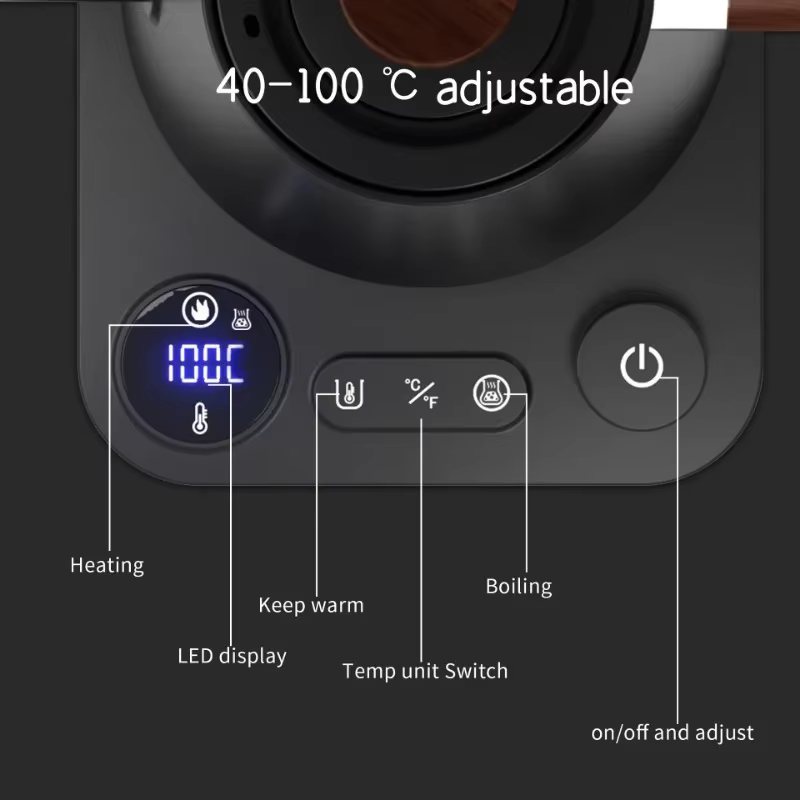 40-100 ℃ adjustable
100C
℃/℉
Heating
Boiling
Keep warm
LED display
Temp unit Switch
on/off and adjust